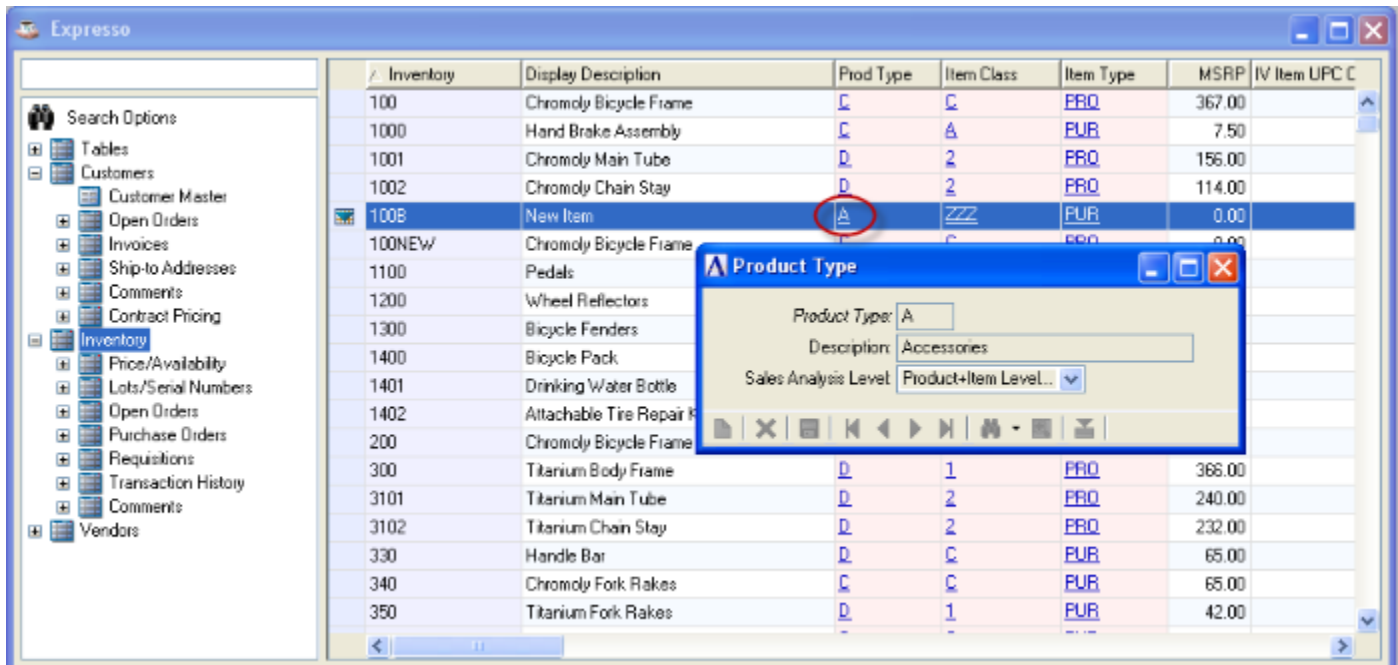 Expresso
Search Options
Tables
Customers
Customer Master
Open Orders
Invoices
Ship-to Addresses
Comments
Contract Pricing
Inventory
Price/Availability
Lots/Serial Numbers
Open Orders
Purchase Orders
Requisitions
Transaction History
Comments
Vendors
Inventory Display Description Prod Type Item Class Item Type MSRP IV Item UPC
100 Chromoly Bicycle Frame C C PRO 367.00
1000 Hand Brake Assembly C A PUR 7.50
1001 Chromoly Main Tube D 2 PRO 156.00
1002 Chromoly Chain Stay D 2 PRO 114.00
100B New Item A ZZZ PUR 0.00
100NEW Chromoly Bicycle Frame
1100 Pedals
1200 Wheel Reflectors
1300 Bicycle Fenders
1400 Bicycle Pack
1401 Drinking Water Bottle
1402 Attachable Tire Repair
200 Chromoly Bicycle Frame
300 Titanium Body Frame D 1 PRO 366.00
3101 Titanium Main Tube D 2 PRO 240.00
3102 Titanium Chain Stay D 2 PRO 232.00
330 Handle Bar D C PUR 65.00
340 Chromoly Fork Rakes C C PUR 65.00
350 Titanium Fork Rakes D 1 PUR 42.00
Product Type
Product Type: A
Description: Accessories
Sales Analysis Level: Product+Item Level...